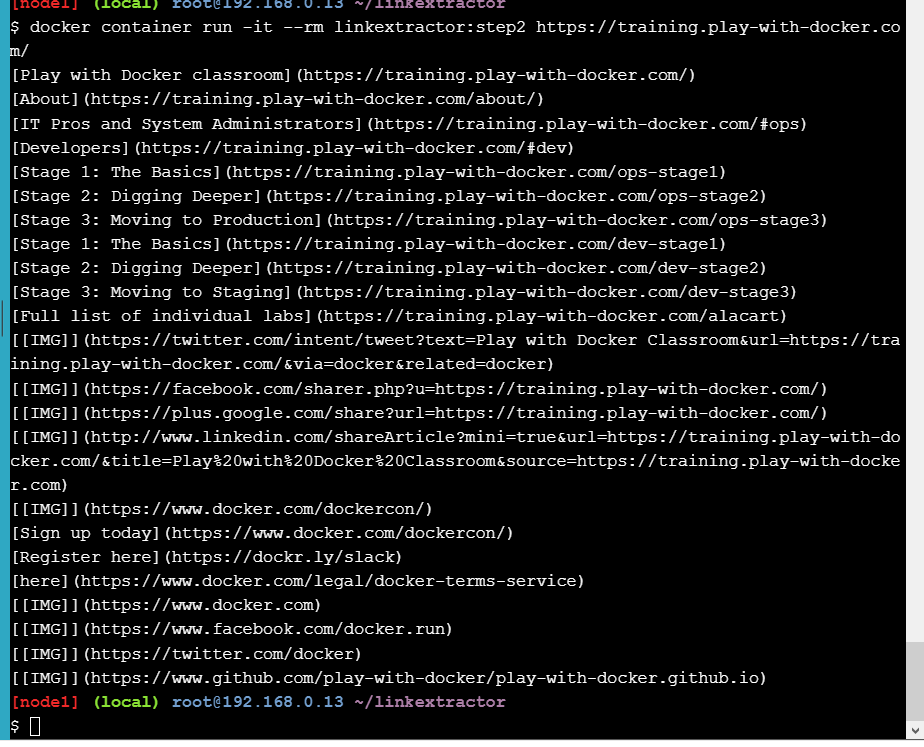 [node1] (local) root@192.168.0.13 ~/linkextractor
$ docker container run -it --rm linkextractor:step2 https://training.play-with-docker.co
m/
[Play with Docker classroom](https://training.play-with-docker.com/)
[About](https://training.play-with-docker.com/about/)
[IT Pros and System Administrators](https://training.play-with-docker.com/#ops)
[Developers](https://training.play-with-docker.com/#dev)
[Stage 1: The Basics](https://training.play-with-docker.com/ops-stage1)
[Stage 2: Digging Deeper](https://training.play-with-docker.com/ops-stage2)
[Stage 3: Moving to Production](https://training.play-with-docker.com/ops-stage3)
[Stage 1: The Basics](https://training.play-with-docker.com/dev-stage1)
[Stage 2: Digging Deeper](https://training.play-with-docker.com/dev-stage2)
[Stage 3: Moving to Staging](https://training.play-with-docker.com/dev-stage3)
[Full list of individual labs](https://training.play-with-docker.com/alacart)
[[IMG]](https://twitter.com/intent/tweet?text=Play with Docker Classroom&url=https://tra
ining.play-with-docker.com/&via=docker&related=docker)
[[IMG]](https://facebook.com/sharer.php?u=https://training.play-with-docker.com/)
[[IMG]](https://plus.google.com/share?url=https://training.play-with-docker.com/)
[[IMG]](http://www.linkedin.com/shareArticle?mini=true&url=https://training.play-with-do
cker.com/&title=Play%20with%20Docker%20Classroom&source=https://training.play-with-docke
r.com)
[[IMG]](https://www.docker.com/dockercon/)
[Sign up today](https://www.docker.com/dockercon/)
[Register here](https://dockr.ly/slack)
[here](https://www.docker.com/legal/docker-terms-service)
[[IMG]](https://www.docker.com)
[[IMG]](https://www.facebook.com/docker.run)
[[IMG]](https://twitter.com/docker)
[[IMG]](https://www.github.com/play-with-docker/play-with-docker.github.io)
[node1] (local) root@192.168.0.13 ~/linkextractor
$